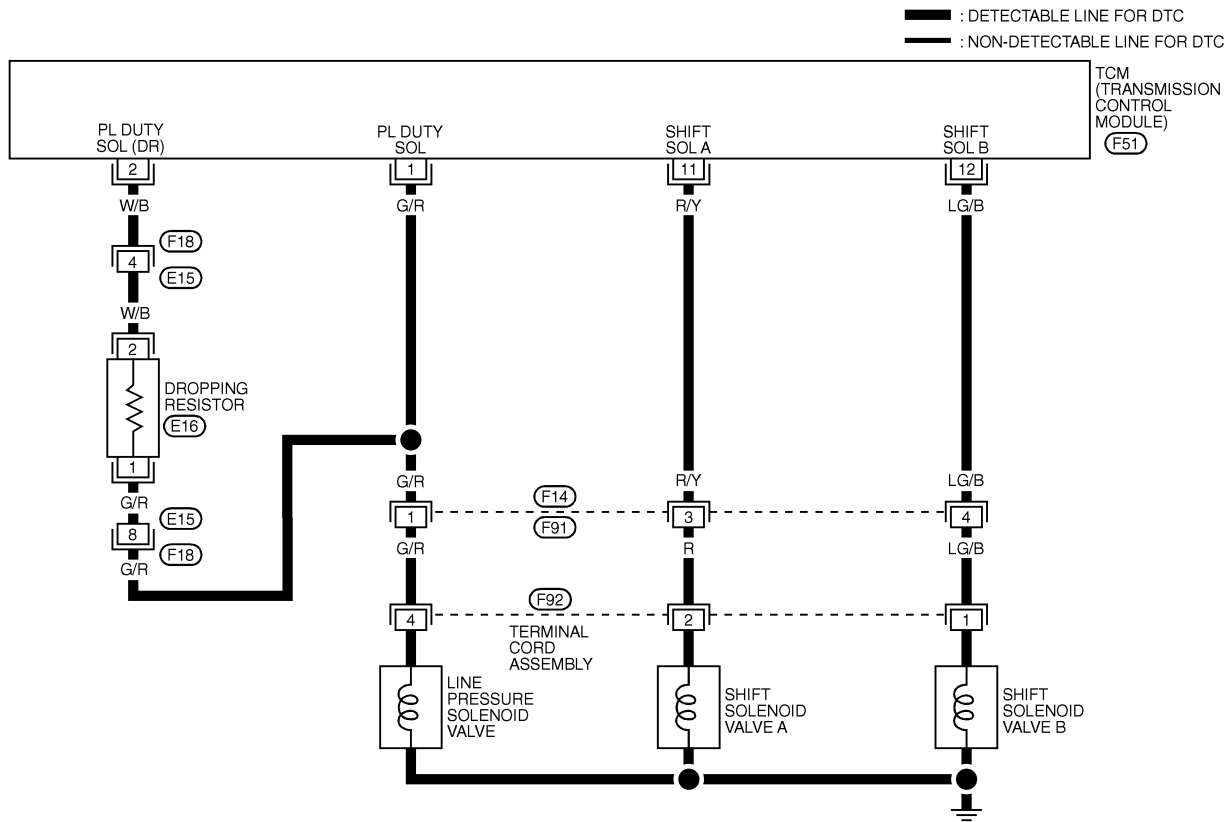 : DETECTABLE LINE FOR DTC
: NON-DETECTABLE LINE FOR DTC
TCM
(TRANSMISSION
CONTROL
MODULE)
F51
PL DUTY
SOL (DR)
PL DUTY
SOL
SHIFT
SOL A
SHIFT
SOL B
2
1
11
12
W/B
G/R
R/Y
LG/B
F18
4
E15
W/B
2
DROPPING
RESISTOR
E16
1
G/R
E15
8
F18
G/R
G/R
R/Y
LG/B
1
F14
F91
3
4
G/R
R
LG/B
4
F92
2
1
TERMINAL
CORD
ASSEMBLY
LINE
PRESSURE
SOLENOID
VALVE
SHIFT
SOLENOID
VALVE A
SHIFT
SOLENOID
VALVE B